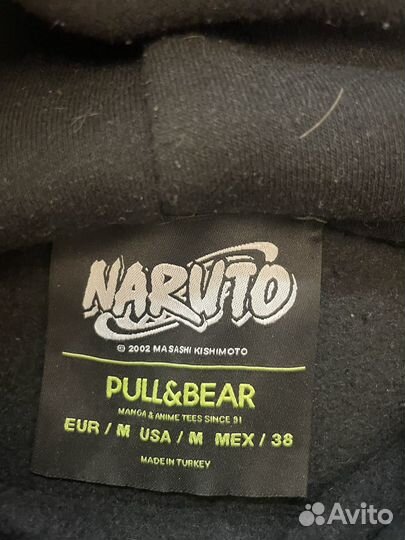 NARUTO
© 2002 MASASHI KISHIMOTO
PULL&BEAR
MANGA & ANIME TEES SINCE 91
EUR / M USA / M MEX / 38
MADE IN TURKEY
Avito